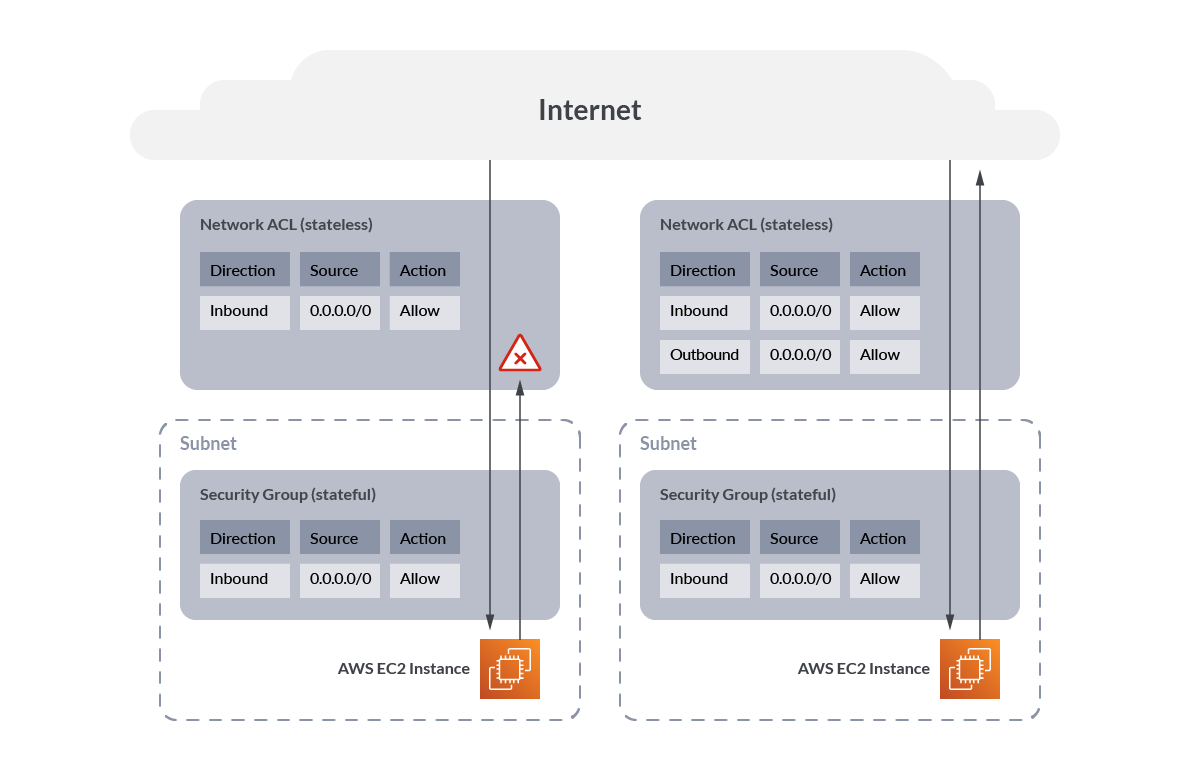 Internet
Network ACL (stateless)
Direction Source Action
Inbound 0.0.0.0/0 Allow
Subnet
Security Group (stateful)
Direction Source Action
Inbound 0.0.0.0/0 Allow
AWS EC2 Instance
Network ACL (stateless)
Direction Source Action
Inbound 0.0.0.0/0 Allow
Outbound 0.0.0.0/0 Allow
Subnet
Security Group (stateful)
Direction Source Action
Inbound 0.0.0.0/0 Allow
AWS EC2 Instance